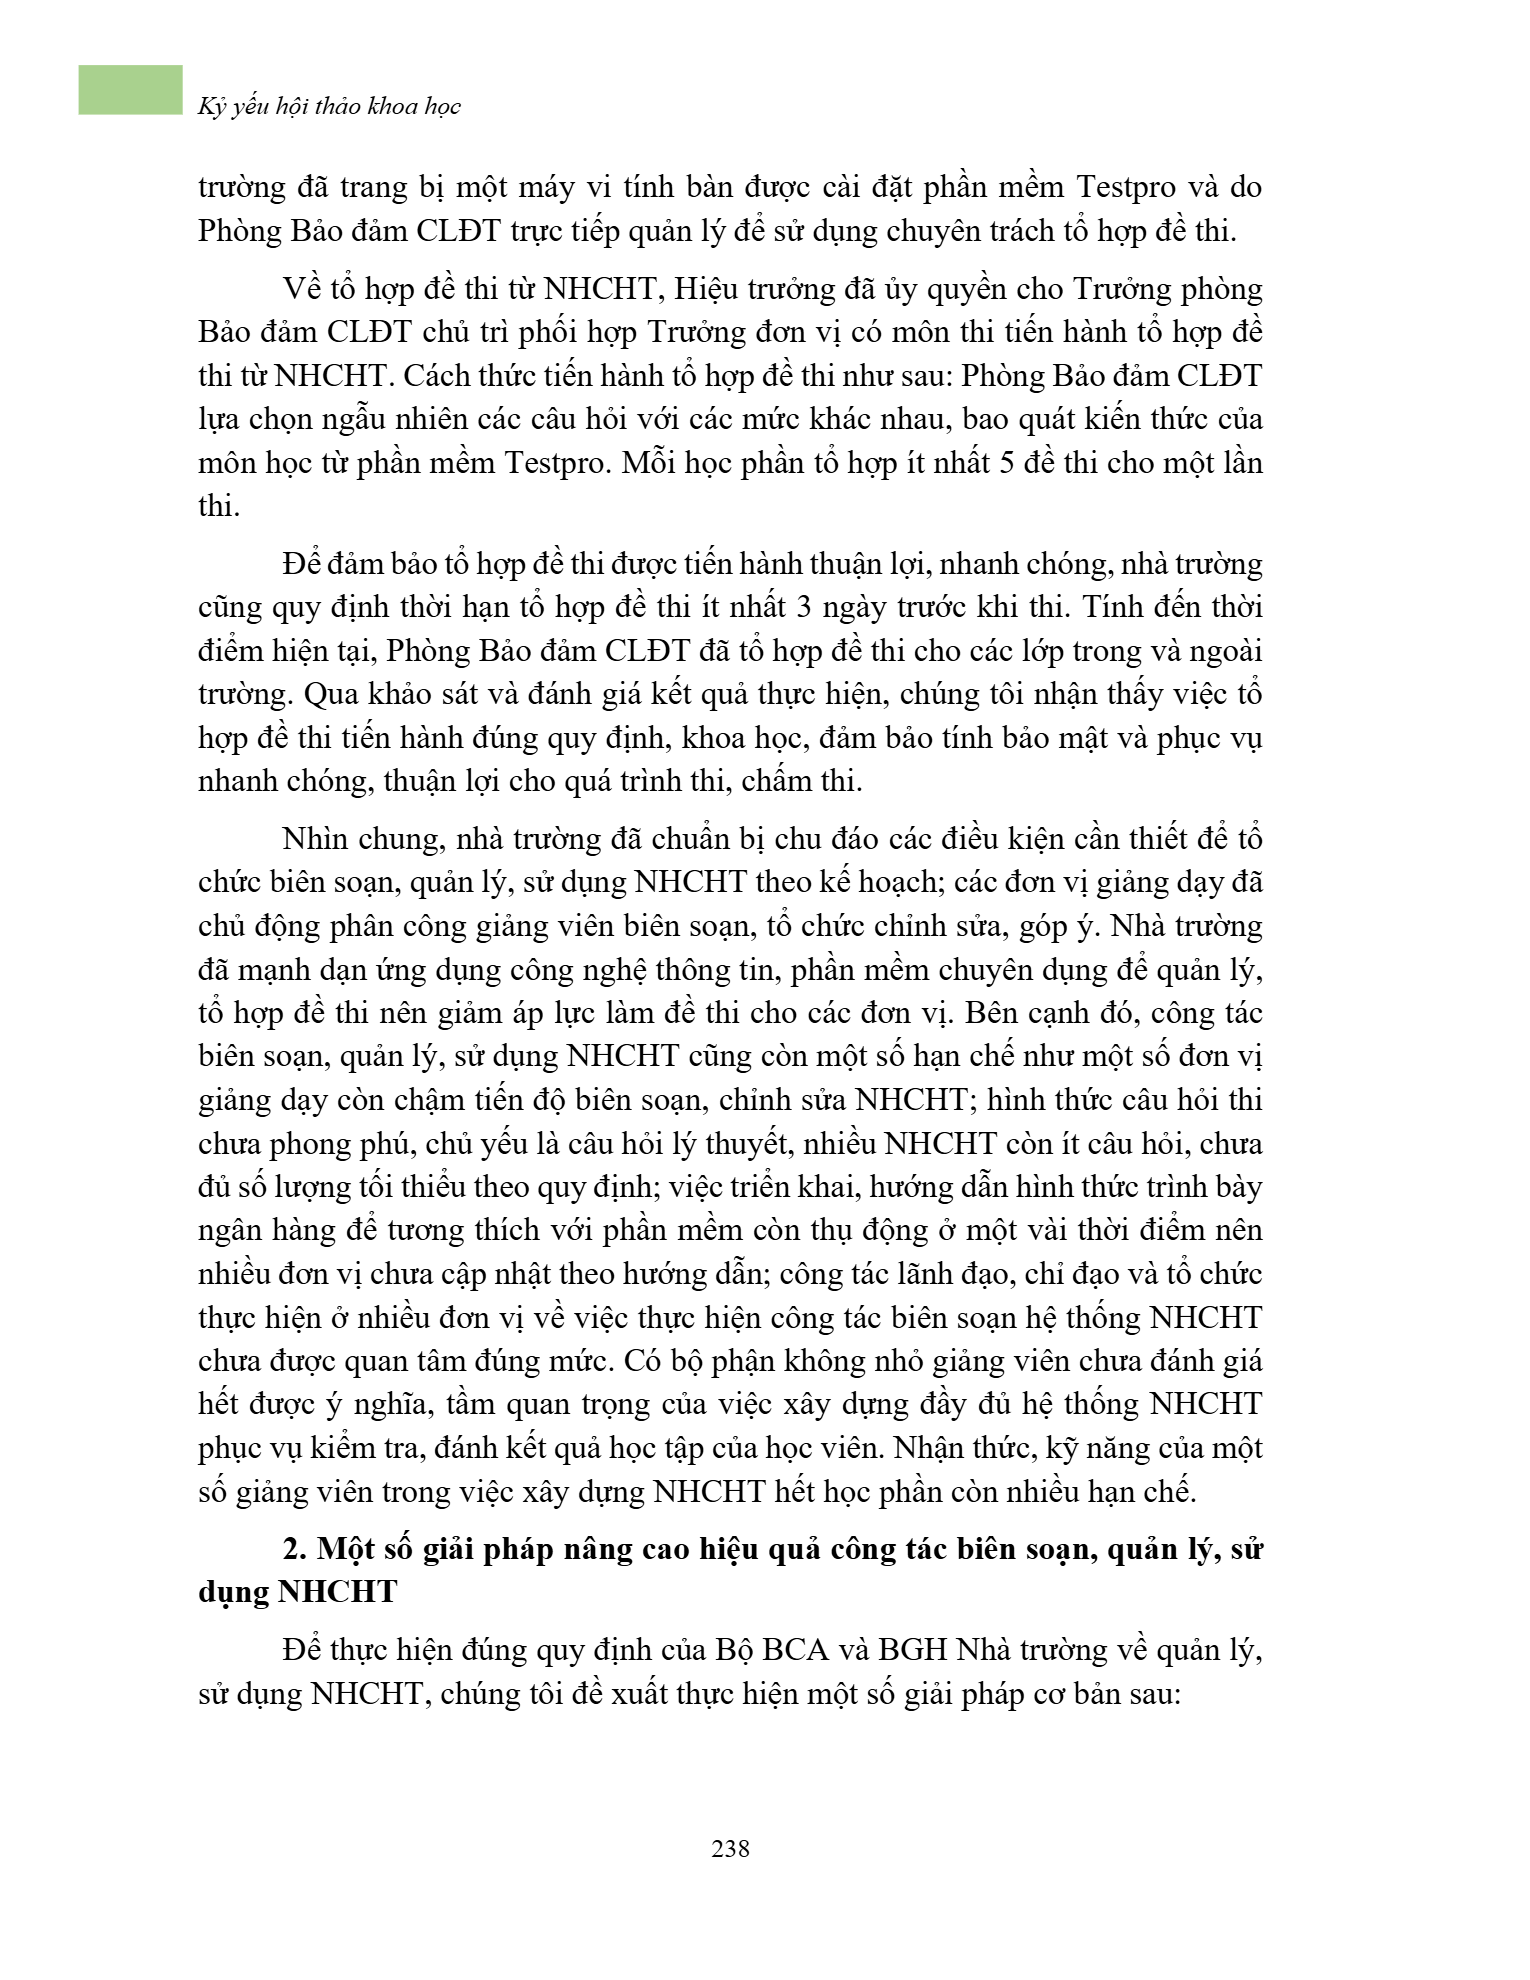 Kỷ yếu hội thảo khoa học
trường đã trang bị một máy vi tính bàn được cài đặt phần mềm Testpro và do
Phòng Bảo đảm CLĐT trực tiếp quản lý để sử dụng chuyên trách tổ hợp đề thi.
Về tổ hợp đề thi từ NHCHT, Hiệu trưởng đã ủy quyền cho Trưởng phòng
Bảo đảm CLĐT chủ trì phối hợp Trưởng đơn vị có môn thi tiến hành tổ hợp đề
thi từ NHCHT. Cách thức tiến hành tổ hợp đề thi như sau: Phòng Bảo đảm CLĐT
lựa chọn ngẫu nhiên các câu hỏi với các mức khác nhau, bao quát kiến thức của
môn học từ phần mềm Testpro. Mỗi học phần tổ hợp ít nhất 5 đề thi cho một lần
thi.
Để đảm bảo tổ hợp đề thi được tiến hành thuận lợi, nhanh chóng, nhà trường
cũng quy định thời hạn tổ hợp đề thi ít nhất 3 ngày trước khi thi. Tính đến thời
điểm hiện tại, Phòng Bảo đảm CLĐT đã tổ hợp đề thi cho các lớp trong và ngoài
trường. Qua khảo sát và đánh giá kết quả thực hiện, chúng tôi nhận thấy việc tổ
hợp đề thi tiến hành đúng quy định, khoa học, đảm bảo tính bảo mật và phục vụ
nhanh chóng, thuận lợi cho quá trình thi, chấm thi.
Nhìn chung, nhà trường đã chuẩn bị chu đáo các điều kiện cần thiết để tổ
chức biên soạn, quản lý, sử dụng NHCHT theo kế hoạch; các đơn vị giảng dạy đã
chủ động phân công giảng viên biên soạn, tổ chức chỉnh sửa, góp ý. Nhà trường
đã mạnh dạn ứng dụng công nghệ thông tin, phần mềm chuyên dụng để quản lý,
tổ hợp đề thi nên giảm áp lực làm đề thi cho các đơn vị. Bên cạnh đó, công tác
biên soạn, quản lý, sử dụng NHCHT cũng còn một số hạn chế như một số đơn vị
giảng dạy còn chậm tiến độ biên soạn, chỉnh sửa NHCHT; hình thức câu hỏi thi
chưa phong phú, chủ yếu là câu hỏi lý thuyết, nhiều NHCHT còn ít câu hỏi, chưa
đủ số lượng tối thiểu theo quy định; việc triển khai, hướng dẫn hình thức trình bày
ngân hàng để tương thích với phần mềm còn thụ động ở một vài thời điểm nên
nhiều đơn vị chưa cập nhật theo hướng dẫn; công tác lãnh đạo, chỉ đạo và tổ chức
thực hiện ở nhiều đơn vị về việc thực hiện công tác biên soạn hệ thống NHCHT
chưa được quan tâm đúng mức. Có bộ phận không nhỏ giảng viên chưa đánh giá
hết được ý nghĩa, tầm quan trọng của việc xây dựng đầy đủ hệ thống NHCHT
phục vụ kiểm tra, đánh kết quả học tập của học viên. Nhận thức, kỹ năng của một
số giảng viên trong việc xây dựng NHCHT hết học phần còn nhiều hạn chế.
2. Một số giải pháp nâng cao hiệu quả công tác biên soạn, quản lý, sử
dụng NHCHT
Để thực hiện đúng quy định của Bộ BCA và BGH Nhà trường về quản lý,
sử dụng NHCHT, chúng tôi đề xuất thực hiện một số giải pháp cơ bản sau:
238